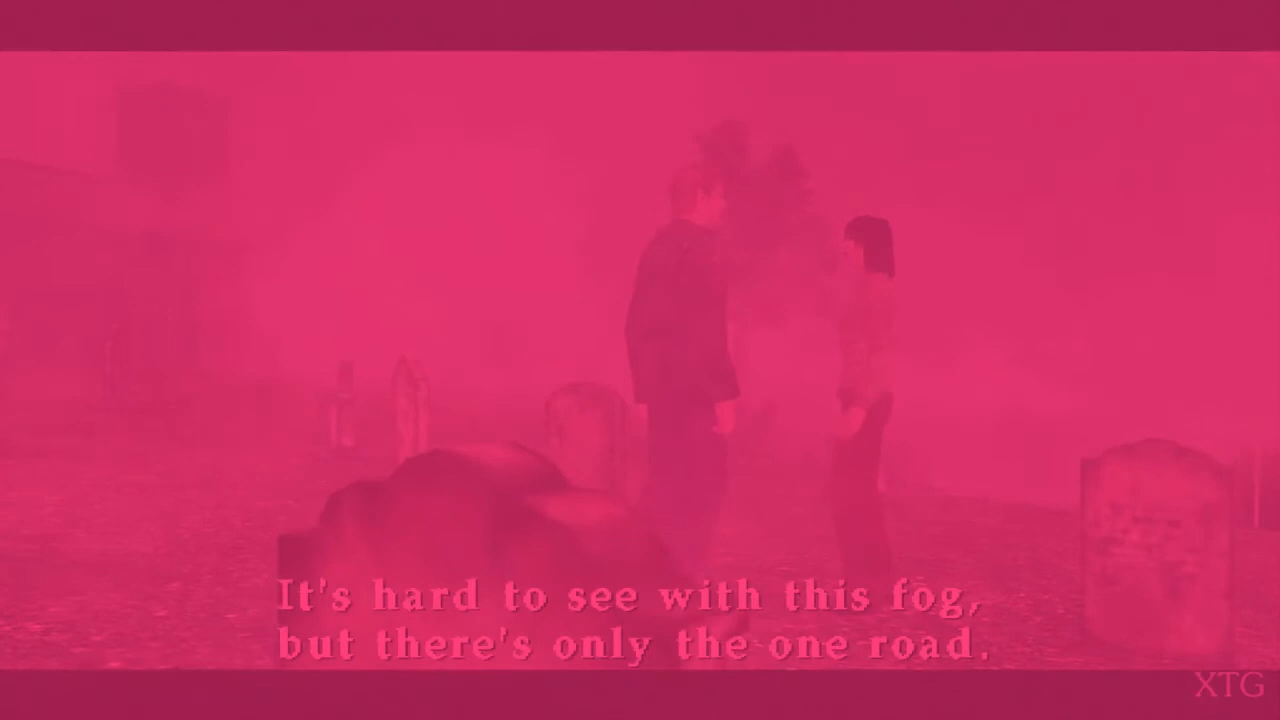 It's hard to see with this fog,
but there's only the one road.
XTG